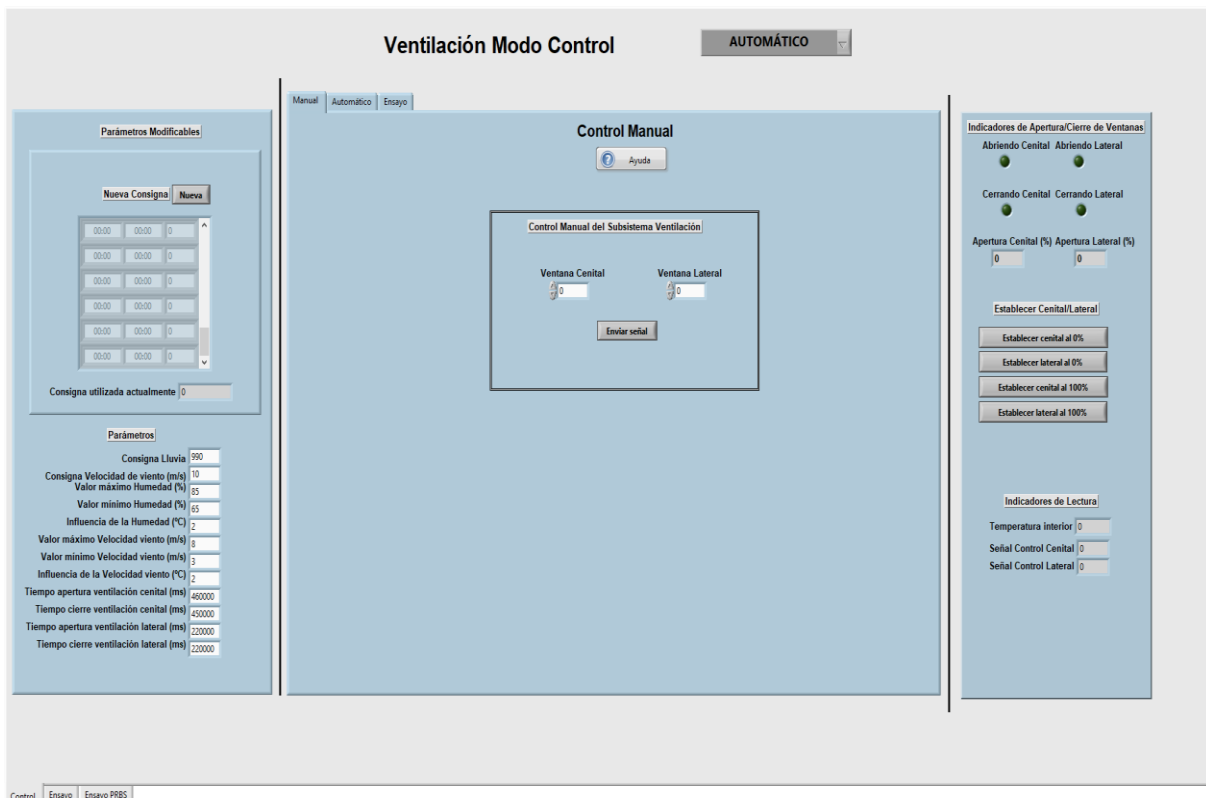 Ventilación Modo Control
AUTOMÁTICO
Parámetros Modificables
Nueva Consigna Nueva
00:00 00:00 0
00:00 00:00 0
00:00 00:00 0
00:00 00:00 0
00:00 00:00 0
00:00 00:00 0
Consigna utilizada actualmente 0
Parámetros
Consigna Lluvia 990
Consigna Velocidad de viento (m/s) 10
Valor máximo Humedad (%) 85
Valor mínimo Humedad (%) 65
Influencia de la Humedad (ºC) 2
Valor máximo Velocidad viento (m/s) 8
Valor mínimo Velocidad viento (m/s) 3
Influencia de la Velocidad viento (ºC) 2
Tiempo apertura ventilación cenital (ms) 460000
Tiempo cierre ventilación cenital (ms) 450000
Tiempo apertura ventilación lateral (ms) 220000
Tiempo cierre ventilación lateral (ms) 220000
Manual Automático Ensayo
Control Manual
Ayuda
Control Manual del Subsistema Ventilación
Ventana Cenital Ventana Lateral
0 0
Enviar señal
Indicadores de Apertura/Cierre de Ventanas
Abriendo Cenital Abriendo Lateral
Cerrando Cenital Cerrando Lateral
Apertura Cenital (%) Apertura Lateral (%)
0 0
Establecer Cenital/Lateral
Establecer cenital al 0%
Establecer lateral al 0%
Establecer cenital al 100%
Establecer lateral al 100%
Indicadores de Lectura
Temperatura interior 0
Señal Control Cenital 0
Señal Control Lateral 0
Control Ensayo Ensayo PRBS